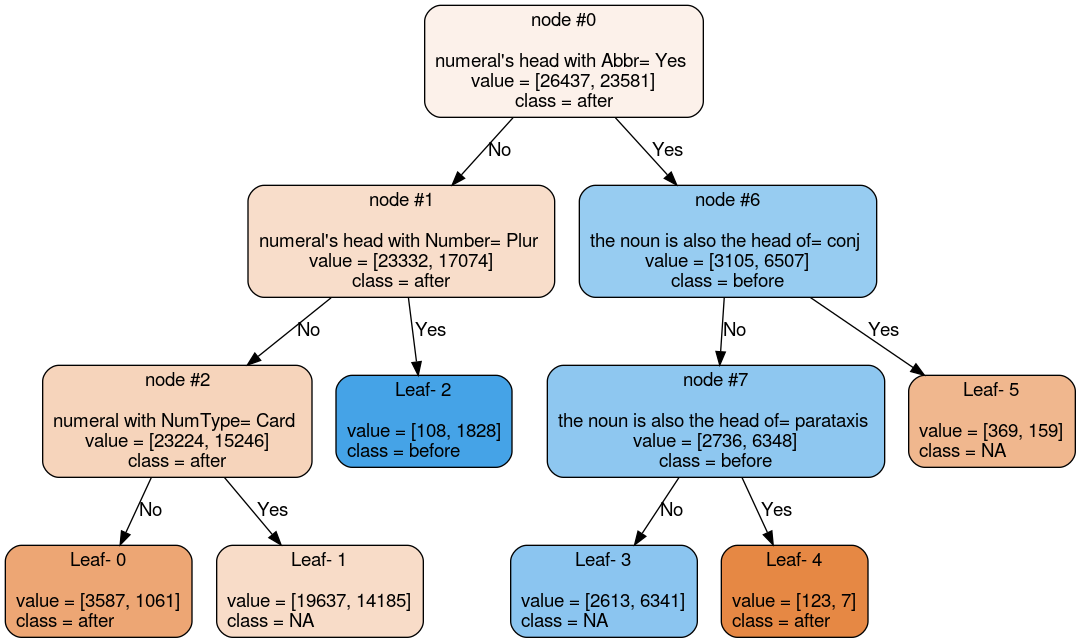 node #0
numeral's head with Abbr= Yes
value = [26437, 23581]
class = after
No
Yes
node #1
numeral's head with Number= Plur
value = [23332, 17074]
class = after
node #6
the noun is also the head of= conj
value = [3105, 6507]
class = before
No
Yes
No
Yes
node #2
numeral with NumType= Card
value = [23224, 15246]
class = after
Leaf- 2
value = [108, 1828]
class = before
node #7
the noun is also the head of= parataxis
value = [2736, 6348]
class = before
Leaf- 5
value = [369, 159]
class = NA
No
Yes
No
Yes
Leaf- 0
value = [3587, 1061]
class = after
Leaf- 1
value = [19637, 14185]
class = NA
Leaf- 3
value = [2613, 6341]
class = NA
Leaf- 4
value = [123, 7]
class = after